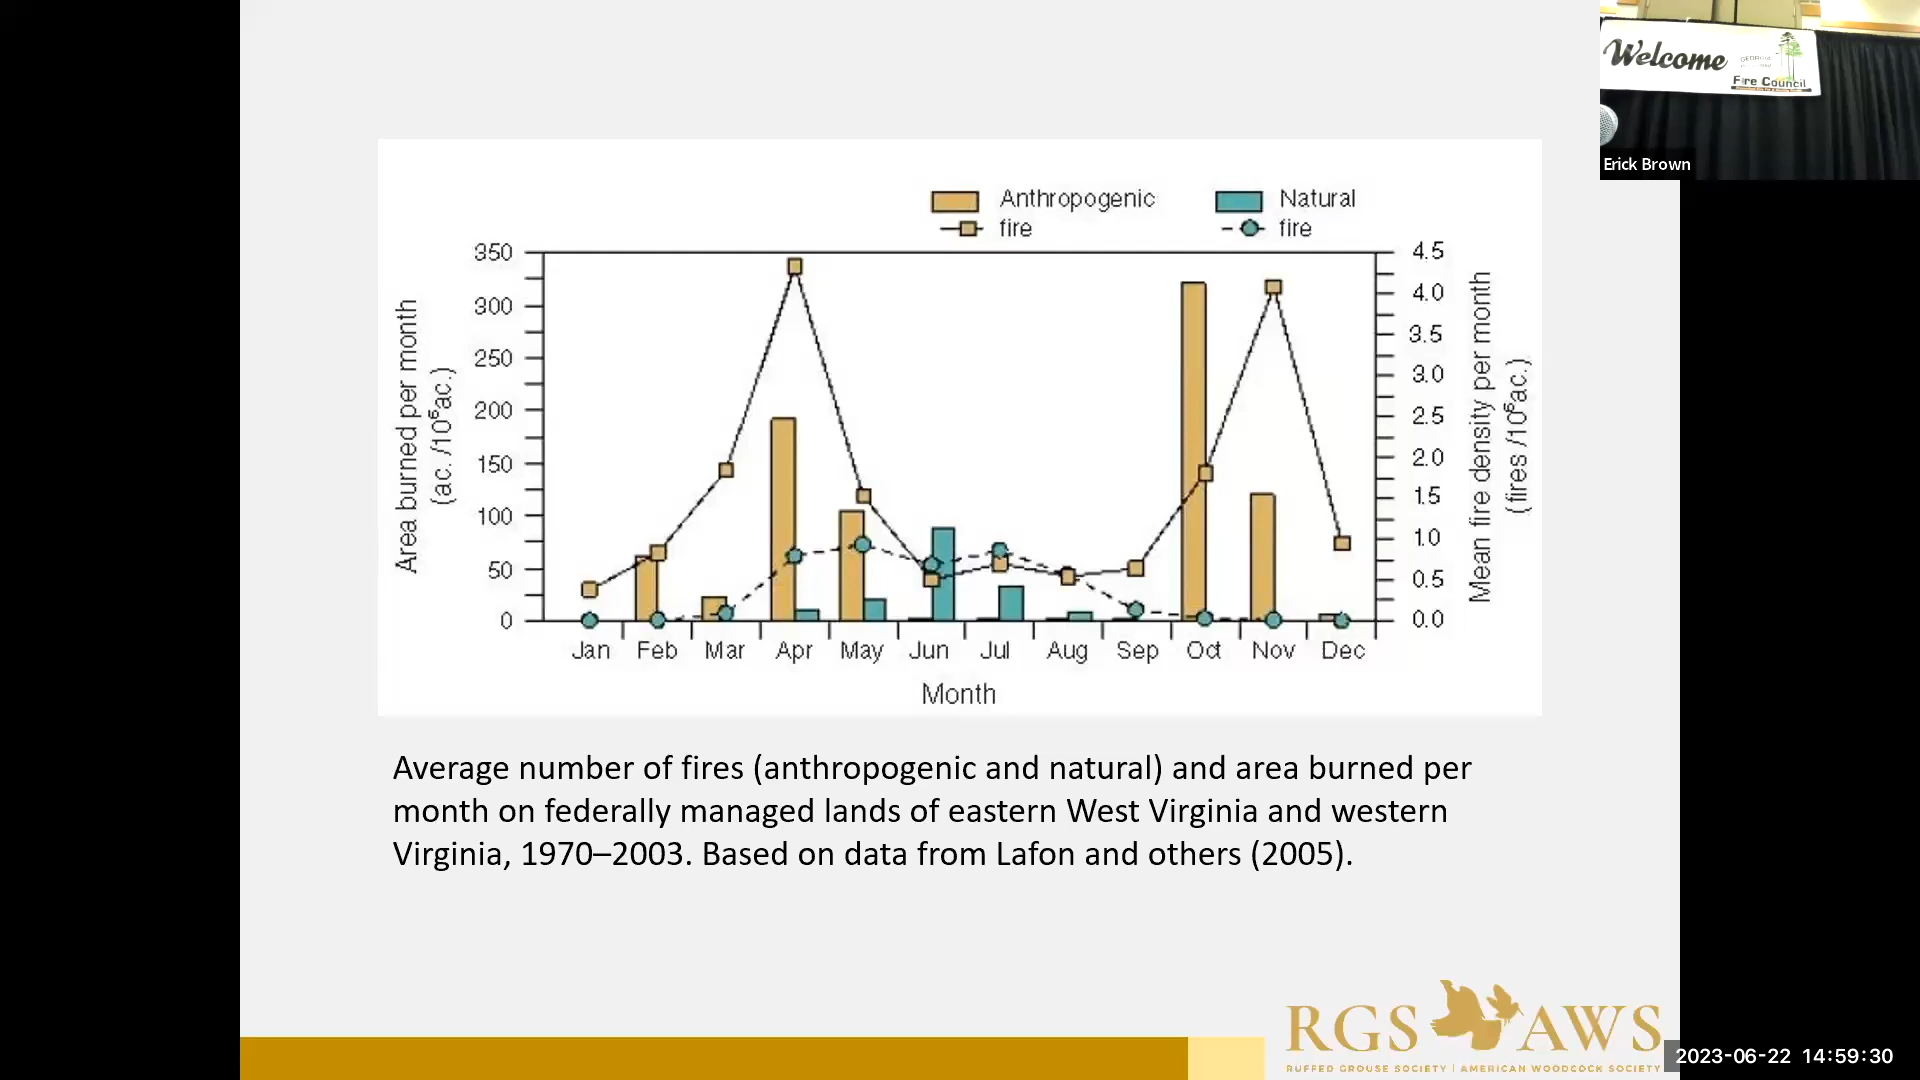 Welcome
GEORGIA
Fire Council
Erick Brown
Anthropogenic
fire
Natural
fire
Area burned per month
(ac. /10⁶ac.)
350
300
250
200
150
100
50
0
4.5
4.0
3.5
3.0
2.5
2.0
1.5
1.0
0.5
0.0
Mean fire density per month
(fires /10⁶ac.)
Jan Feb Mar Apr May Jun Jul Aug Sep Oct Nov Dec
Month
Average number of fires (anthropogenic and natural) and area burned per
month on federally managed lands of eastern West Virginia and western
Virginia, 1970–2003. Based on data from Lafon and others (2005).
RGS AWS
RUFFED GROUSE SOCIETY | AMERICAN WOODCOCK SOCIETY
2023-06-22 14:59:30